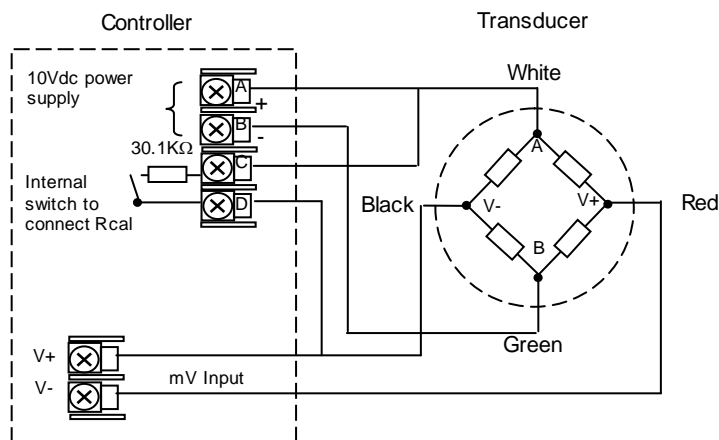 Controller
Transducer
10Vdc power
supply
A
+
B
-
30.1KΩ
C
Internal
switch to
connect Rcal
D
White
A
Black
V-
V+
Red
B
Green
V+
V-
mV Input